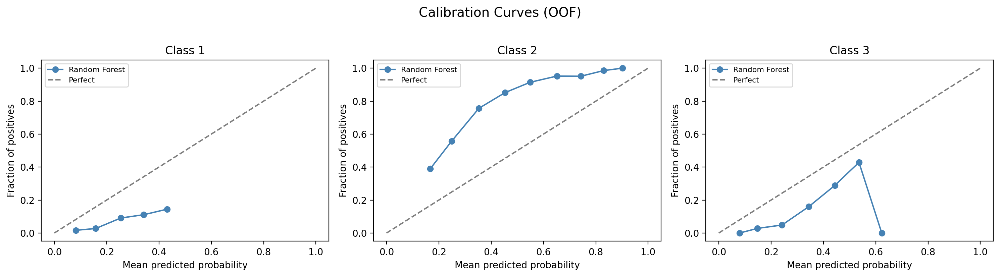 Calibration Curves (OOF)
Class 1
Random Forest
Perfect
1.0
0.8
0.6
0.4
0.2
0.0
Fraction of positives
0.0 0.2 0.4 0.6 0.8 1.0
Mean predicted probability
Class 2
Random Forest
Perfect
1.0
0.8
0.6
0.4
0.2
0.0
Fraction of positives
0.0 0.2 0.4 0.6 0.8 1.0
Mean predicted probability
Class 3
Random Forest
Perfect
1.0
0.8
0.6
0.4
0.2
0.0
Fraction of positives
0.0 0.2 0.4 0.6 0.8 1.0
Mean predicted probability